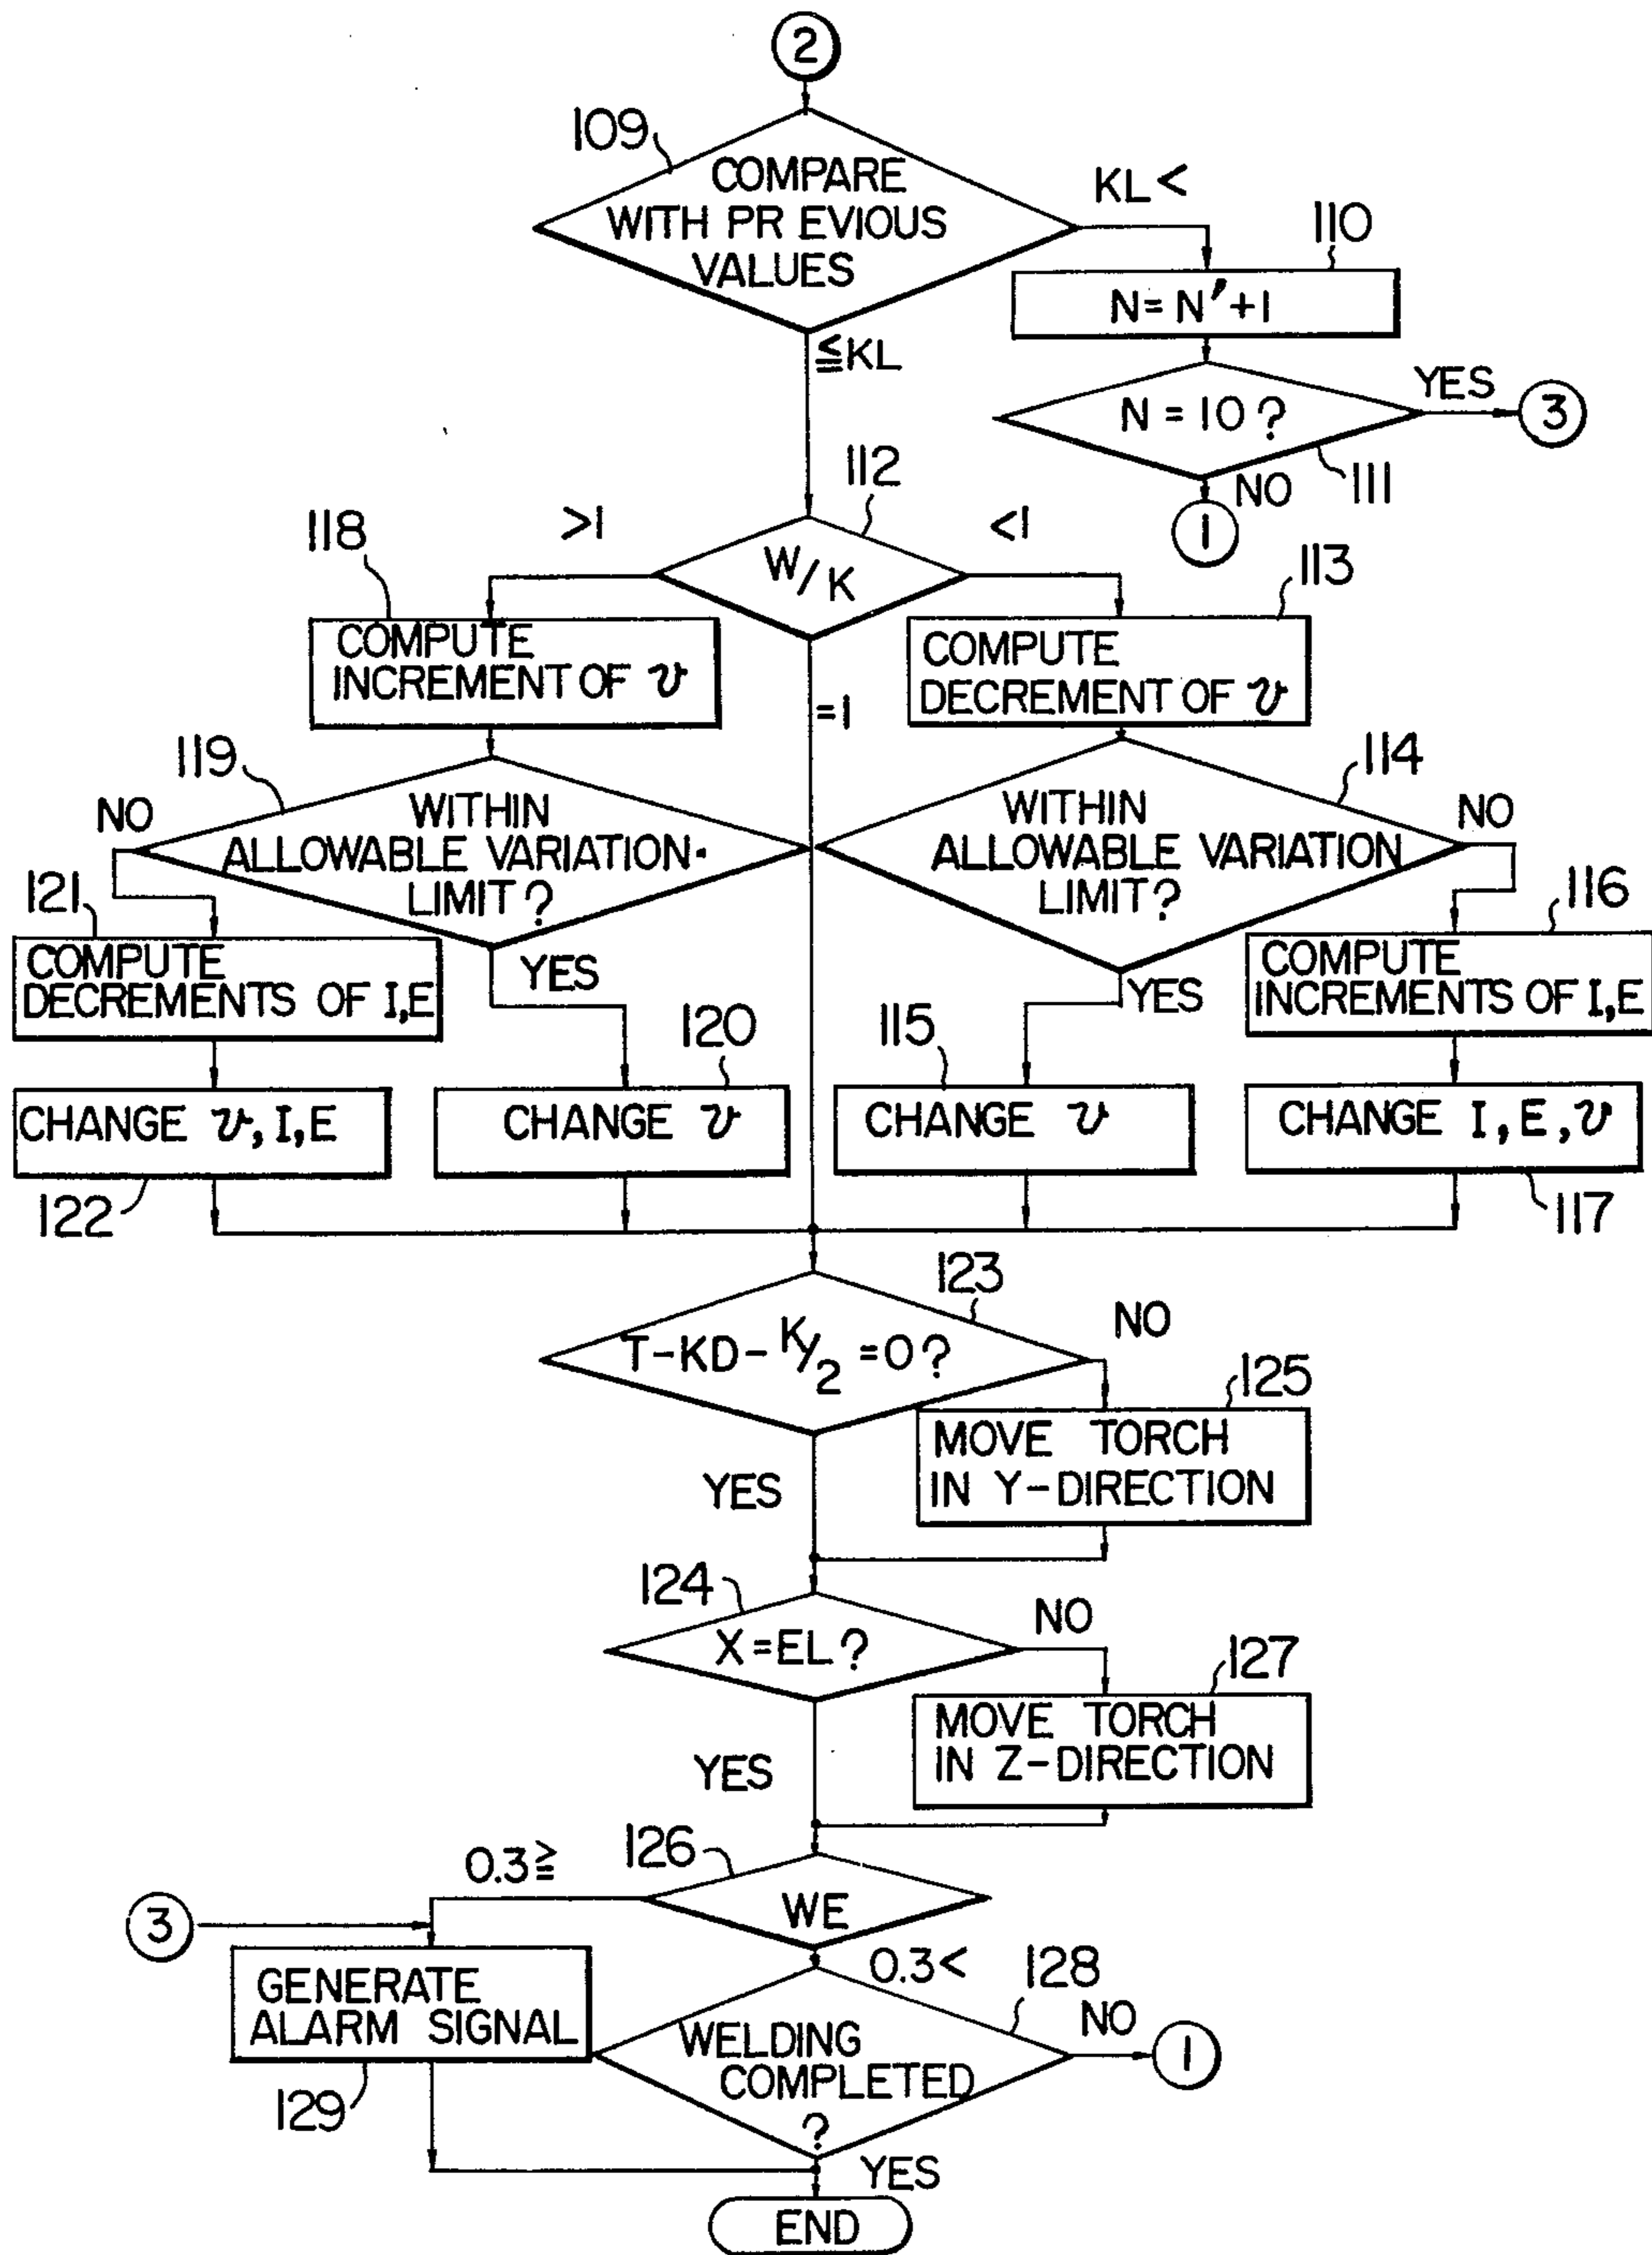 2
109
COMPARE
WITH PR EVIOUS
VALUES
KL <
110
N = N' + 1
≦KL
N = 10 ?
YES
3
111
NO
1
112
>1
<1
W/K
=1
118
COMPUTE
INCREMENT OF v
113
COMPUTE
DECREMENT OF v
119
NO
WITHIN
ALLOWABLE VARIATION
LIMIT?
YES
114
WITHIN
ALLOWABLE VARIATION
LIMIT?
NO
YES
121
COMPUTE
DECREMENTS OF I,E
116
COMPUTE
INCREMENTS OF I,E
120
115
CHANGE v, I, E
CHANGE v
CHANGE v
CHANGE I, E, v
122
117
123
T-KD-K/2 =0?
NO
125
MOVE TORCH
IN Y-DIRECTION
YES
124
X=EL?
NO
127
MOVE TORCH
IN Z-DIRECTION
YES
126
0.3≧
WE
3
0.3<
GENERATE
ALARM SIGNAL
129
128
WELDING
COMPLETED
?
NO
1
YES
END